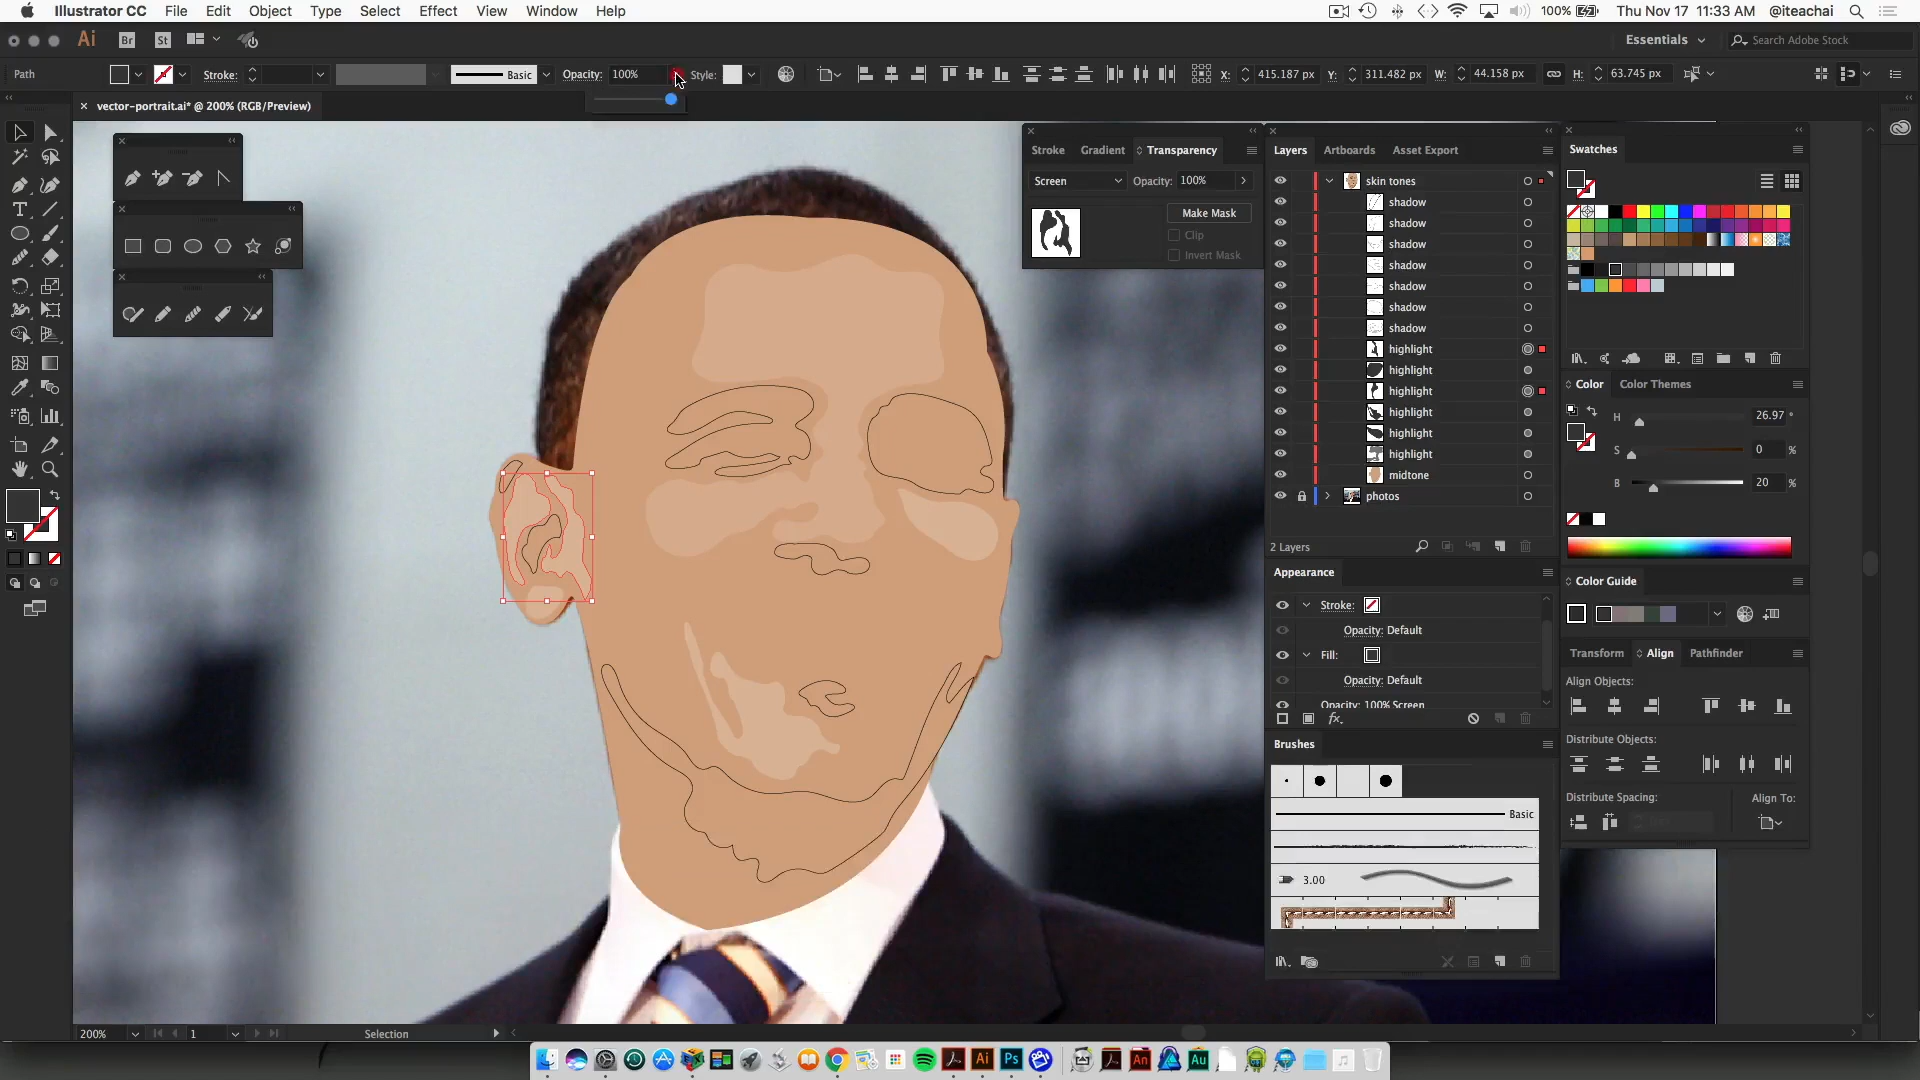 Illustrator CC File Edit Object Type Select Effect View Window Help
100% Thu Nov 17 11:33 AM @iteachai
Ai Br St
Essentials Search Adobe Stock
Path Stroke: Basic Opacity: 100% Style: X: 415.187 px Y: 311.482 px W: 44.158 px H: 63.745 px
vector-portrait.ai* @ 200% (RGB/Preview)
Stroke Gradient Transparency
Screen Opacity: 100%
Make Mask
Clip
Invert Mask
Layers Artboards Asset Export
skin tones
shadow
shadow
shadow
shadow
shadow
shadow
shadow
highlight
highlight
highlight
highlight
highlight
highlight
midtone
photos
2 Layers
Appearance
Stroke:
Opacity: Default
Fill:
Opacity: Default
Opacity: 100% Screen
fx.
Brushes
Basic
3.00
Swatches
Color Color Themes
H 26.97 °
S 0 %
B 20 %
Color Guide
Transform Align Pathfinder
Align Objects:
Distribute Objects:
Distribute Spacing: Align To:
200% 1 Selection
Ai Ps An Au